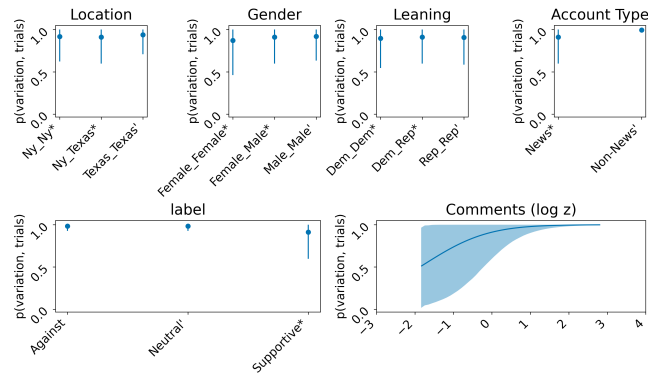 Location
p(variation, trials)
1.0
0.5
0.0
Ny_Ny*
Ny_Texas*
Texas_Texas'
Gender
p(variation, trials)
1.0
0.5
0.0
Female_Female*
Female_Male*
Male_Male'
Leaning
p(variation, trials)
1.0
0.5
0.0
Dem_Dem*
Dem_Rep*
Rep_Rep'
Account Type
p(variation, trials)
1.0
0.5
0.0
News*
Non-News'
label
p(variation, trials)
1.0
0.5
0.0
Against
Neutral'
Supportive*
Comments (log z)
p(variation, trials)
1.0
0.5
0.0
−3
−2
−1
0
1
2
3
4